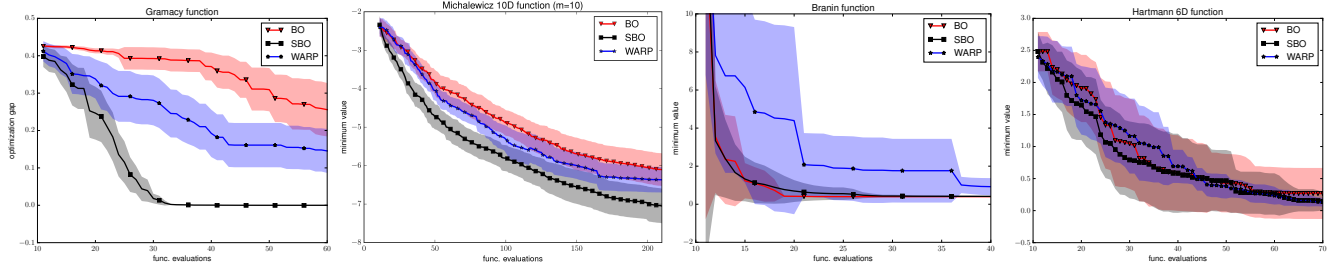 Gramacy function
optimization gap
0.5
0.4
0.3
0.2
0.1
0.0
−0.1
BO
SBO
WARP
10 20 30 40 50 60
func. evaluations
Michalewicz 10D function (m=10)
minimum value
−2
−3
−4
−5
−6
−7
−8
BO
SBO
WARP
0 50 100 150 200
func. evaluations
Branin function
minimum value
10
8
6
4
2
0
−2
BO
SBO
WARP
10 15 20 25 30 35 40
func. evaluations
Hartmann 6D function
minimum value
3.0
2.5
2.0
1.5
1.0
0.5
0.0
−0.5
BO
SBO
WARP
10 20 30 40 50 60 70
func. evaluations